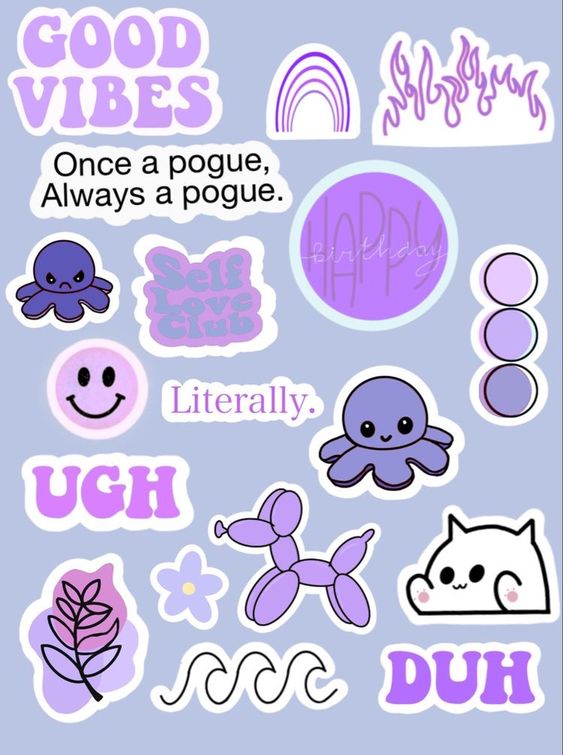 GOOD
VIBES
Once a pogue,
Always a pogue.
HAPPY
birthday
Self
Love
Club
Literally.
UGH
DUH